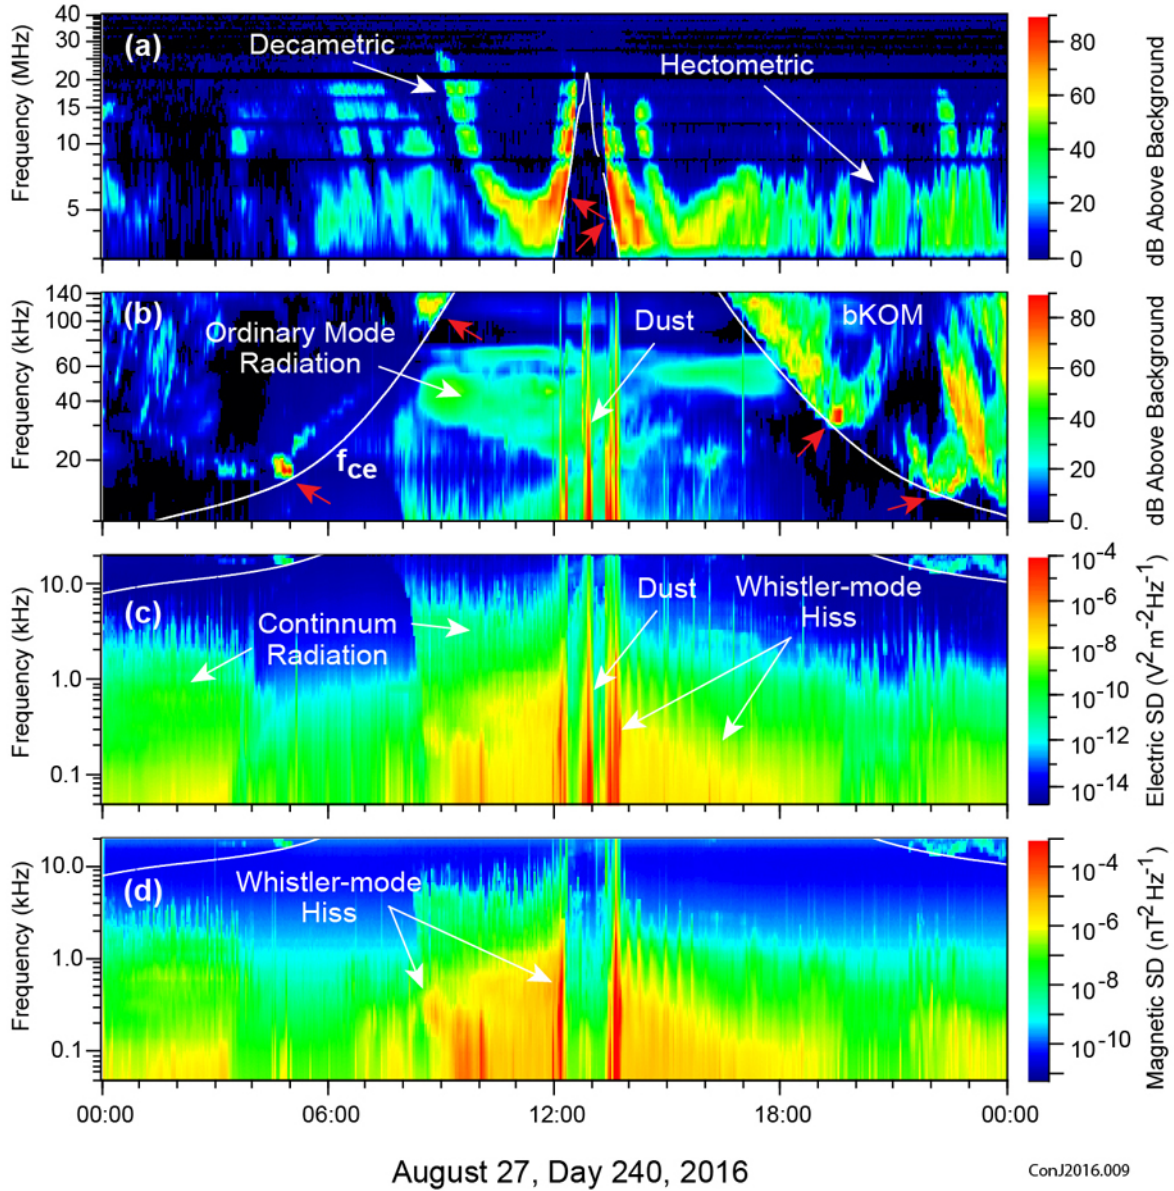 (a)
Decametric
Hectometric
Frequency (MHz)
40
30
20
15
10
5
80
60
40
20
0
dB Above Background
(b)
Ordinary Mode
Radiation
Dust
bKOM
fce
Frequency (kHz)
140
100
60
40
20
80
60
40
20
0.
dB Above Background
(c)
Continnum
Radiation
Dust
Whistler-mode
Hiss
Frequency (kHz)
10.0
1.0
0.1
10-4
10-6
10-8
10-10
10-12
10-14
Electric SD (V2 m-2Hz-1)
(d)
Whistler-mode
Hiss
Frequency (kHz)
10.0
1.0
0.1
10-4
10-6
10-8
10-10
Magnetic SD (nT2 Hz-1)
00:00 06:00 12:00 18:00 00:00
August 27, Day 240, 2016
ConJ2016.009